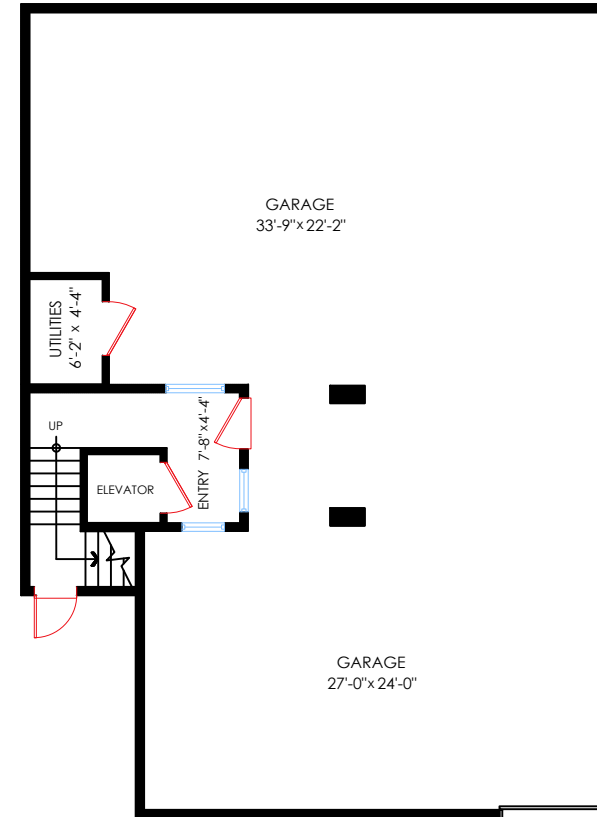 GARAGE
33'-9" x 22'-2"
UTILITIES
6'-2" x 4'-4"
UP
ENTRY 7'-8" x 4'-4"
ELEVATOR
GARAGE
27'-0" x 24'-0"